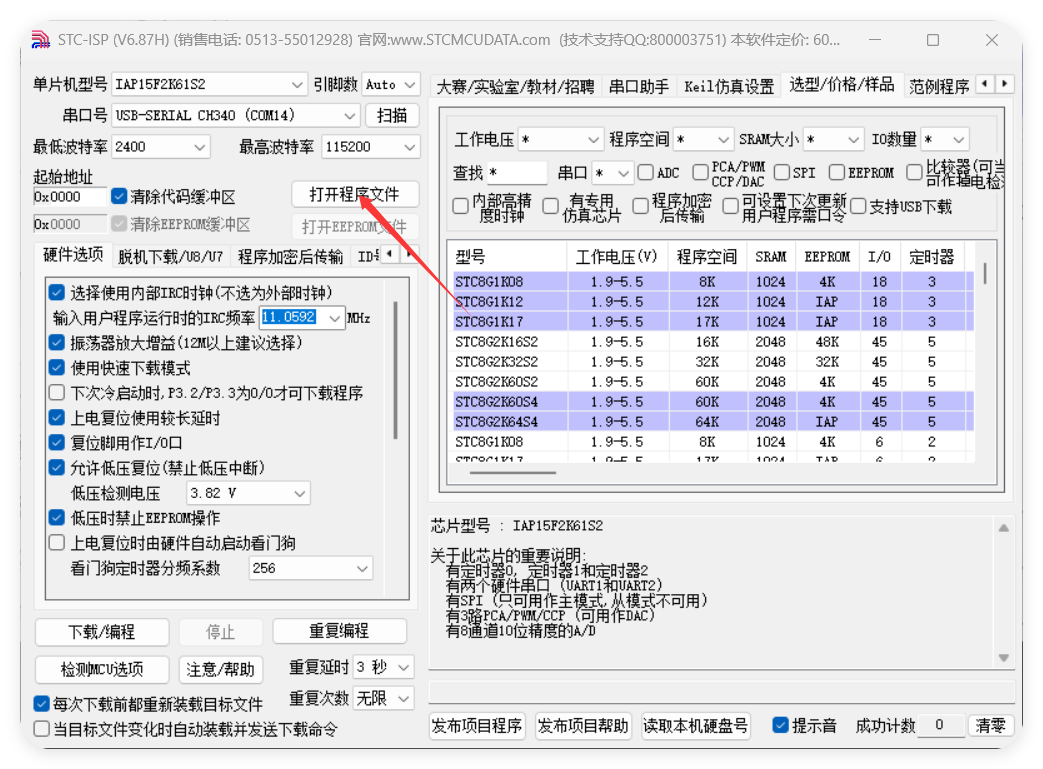 STC-ISP (V6.87H) (销售电话: 0513-55012928) 官网:www.STCMCUDATA.com (技术支持QQ:800003751) 本软件定价: 60...
单片机型号 IAP15F2K61S2 引脚数 Auto
串口号 USB-SERIAL CH340 (COM14) 扫描
最低波特率 2400 最高波特率 115200
起始地址
0x0000 清除代码缓冲区 打开程序文件
0x0000 清除EEPROM缓冲区 打开EEPROM文件
硬件选项 脱机下载/U8/U7 程序加密后传输
选择使用内部IRC时钟(不选为外部时钟)
输入用户程序运行时的IRC频率 11.0592 MHz
振荡器放大增益(12M以上建议选择)
使用快速下载模式
下次冷启动时,P3.2/P3.3为0/0才可下载程序
上电复位使用较长延时
复位脚用作I/O口
允许低压复位(禁止低压中断)
低压检测电压 3.82 V
低压时禁止EEPROM操作
上电复位时由硬件自动启动看门狗
看门狗定时器分频系数 256
下载/编程 停止 重复编程
检测MCU选项 注意/帮助 重复延时 3 秒
每次下载前都重新装载目标文件 重复次数 无限
当目标文件变化时自动装载并发送下载命令
大赛/实验室/教材/招聘 串口助手 Keil仿真设置 选型/价格/样品 范例程序
工作电压 * 程序空间 * SRAM大小 * IO数量 *
查找 * 串口 * ADC PCA/PWM CCP/DAC SPI EEPROM 比较器(可当 可作掉电检
内部高精度时钟 有专用仿真芯片 程序加密后传输 可设置下次更新用户程序需口令 支持USB下载
型号 工作电压(V) 程序空间 SRAM EEPROM I/O 定时器
STC8G1K08 1.9-5.5 8K 1024 4K 18 3
STC8G1K12 1.9-5.5 12K 1024 IAP 18 3
STC8G1K17 1.9-5.5 17K 1024 IAP 18 3
STC8G2K16S2 1.9-5.5 16K 2048 48K 45 5
STC8G2K32S2 1.9-5.5 32K 2048 32K 45 5
STC8G2K60S2 1.9-5.5 60K 2048 4K 45 5
STC8G2K60S4 1.9-5.5 60K 2048 4K 45 5
STC8G2K64S4 1.9-5.5 64K 2048 IAP 45 5
STC8G1K08 1.9-5.5 8K 1024 4K 6 2
STC8G1K17 1.9-5.5 17K 1024 IAP 6 2
芯片型号 : IAP15F2K61S2
关于此芯片的重要说明:
有定时器0, 定时器1和定时器2
有两个硬件串口 (UART1和UART2)
有SPI (只可用作主模式,从模式不可用)
有3路PCA/PWM/CCP (可用作DAC)
有8通道10位精度的A/D
发布项目程序 发布项目帮助 读取本机硬盘号 提示音 成功计数 0 清零